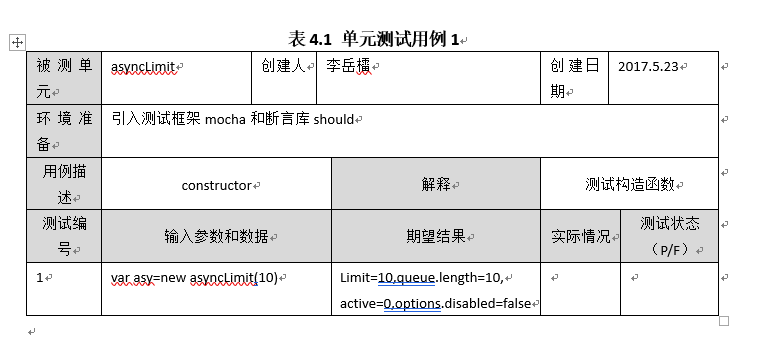 表 4.1 单元测试用例 1
被测单 asyncLimit 创建人 李岳檑 创建日 2017.5.23
元 期
环境准 引入测试框架 mocha 和断言库 should
备
用例描 constructor 解释 测试构造函数
述
测试编 输入参数和数据 期望结果 实际情况 测试状态
号 （P/F）
1 var asy=new asyncLimit(10) Limit=10,queue.length=10,
active=0,options.disabled=false